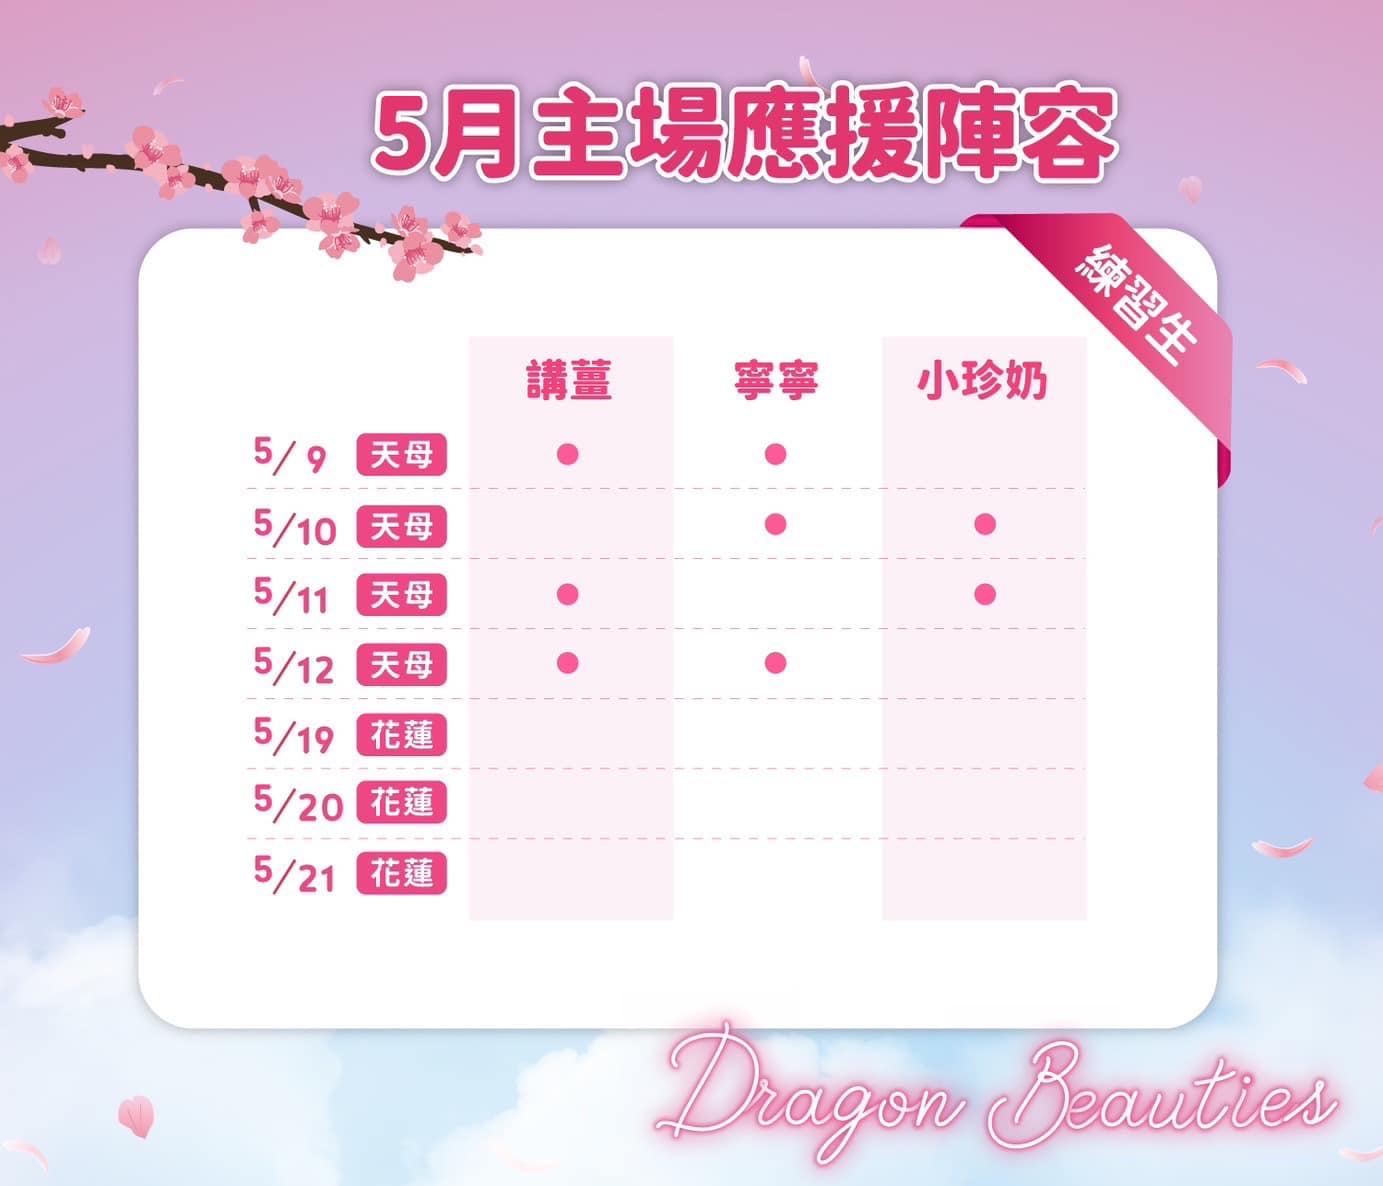 5月主場應援陣容
練習生
講薑 寧寧 小珍奶
5/9 天母 ● ●
5/10 天母 ● ●
5/11 天母 ● ●
5/12 天母 ● ●
5/19 花蓮
5/20 花蓮
5/21 花蓮
Dragon Beauties